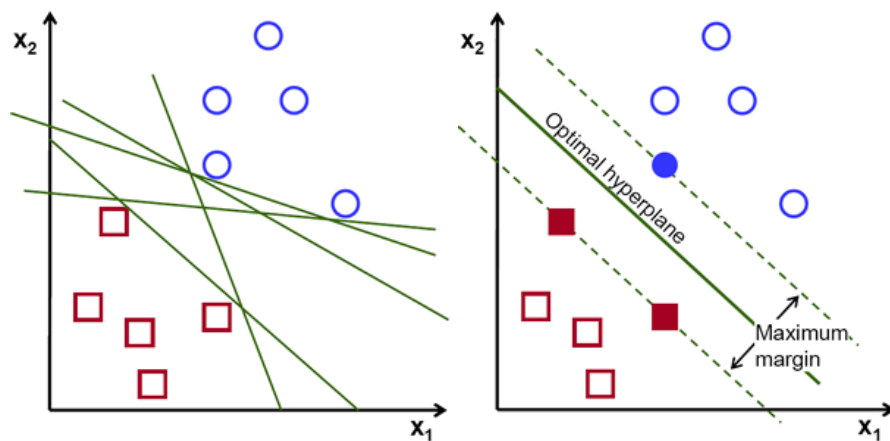 x₂
x₁
x₂
Optimal hyperplane
Maximum
margin
x₁